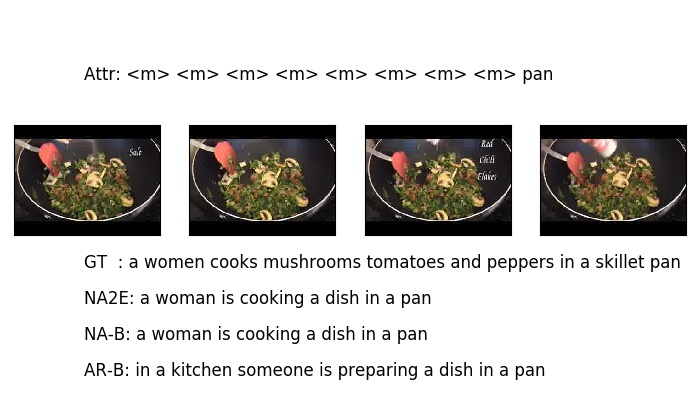 Attr: <m> <m> <m> <m> <m> <m> <m> <m> pan
Salt
Red
Chili
Flakes
GT : a women cooks mushrooms tomatoes and peppers in a skillet pan
NA2E: a woman is cooking a dish in a pan
NA-B: a woman is cooking a dish in a pan
AR-B: in a kitchen someone is preparing a dish in a pan